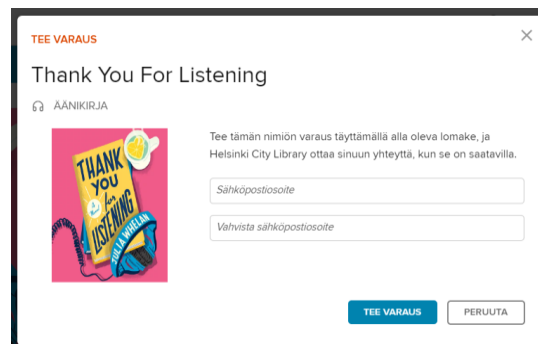 TEE VARAUS
Thank You For Listening
ÄÄNIKIRJA
THANK
YOU
for
LISTENING
JULIA WHELAN
Tee tämän nimiön varaus täyttämällä alla oleva lomake, ja
Helsinki City Library ottaa sinuun yhteyttä, kun se on saatavilla.
Sähköpostiosoite
Vahvista sähköpostiosoite
TEE VARAUS
PERUUTA